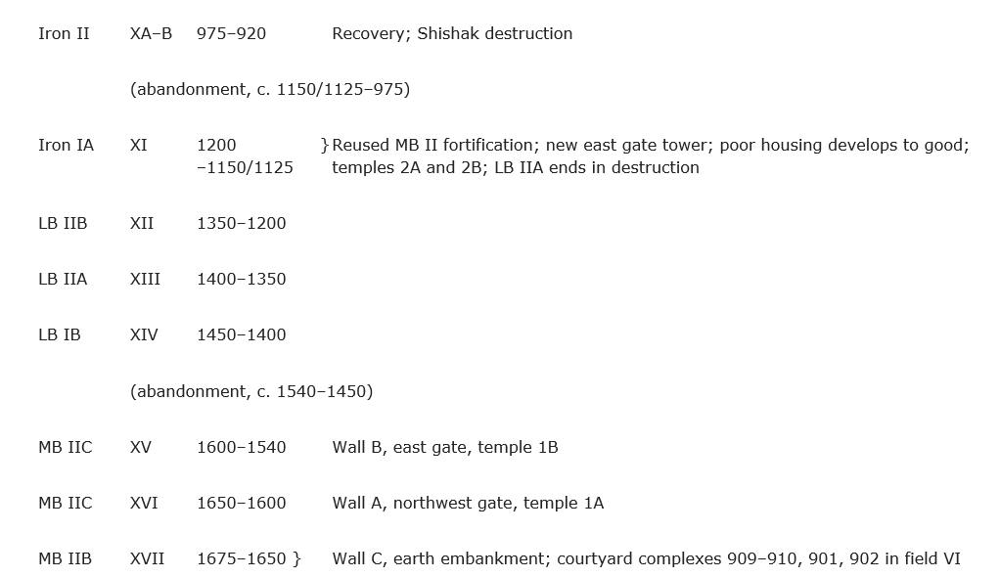 Iron II XA–B 975–920 Recovery; Shishak destruction
(abandonment, c. 1150/1125–975)
Iron IA XI 1200 }Reused MB II fortification; new east gate tower; poor housing develops to good;
–1150/1125 temples 2A and 2B; LB IIA ends in destruction
LB IIB XII 1350–1200
LB IIA XIII 1400–1350
LB IB XIV 1450–1400
(abandonment, c. 1540–1450)
MB IIC XV 1600–1540 Wall B, east gate, temple 1B
MB IIC XVI 1650–1600 Wall A, northwest gate, temple 1A
MB IIB XVII 1675–1650 } Wall C, earth embankment; courtyard complexes 909–910, 901, 902 in field VI